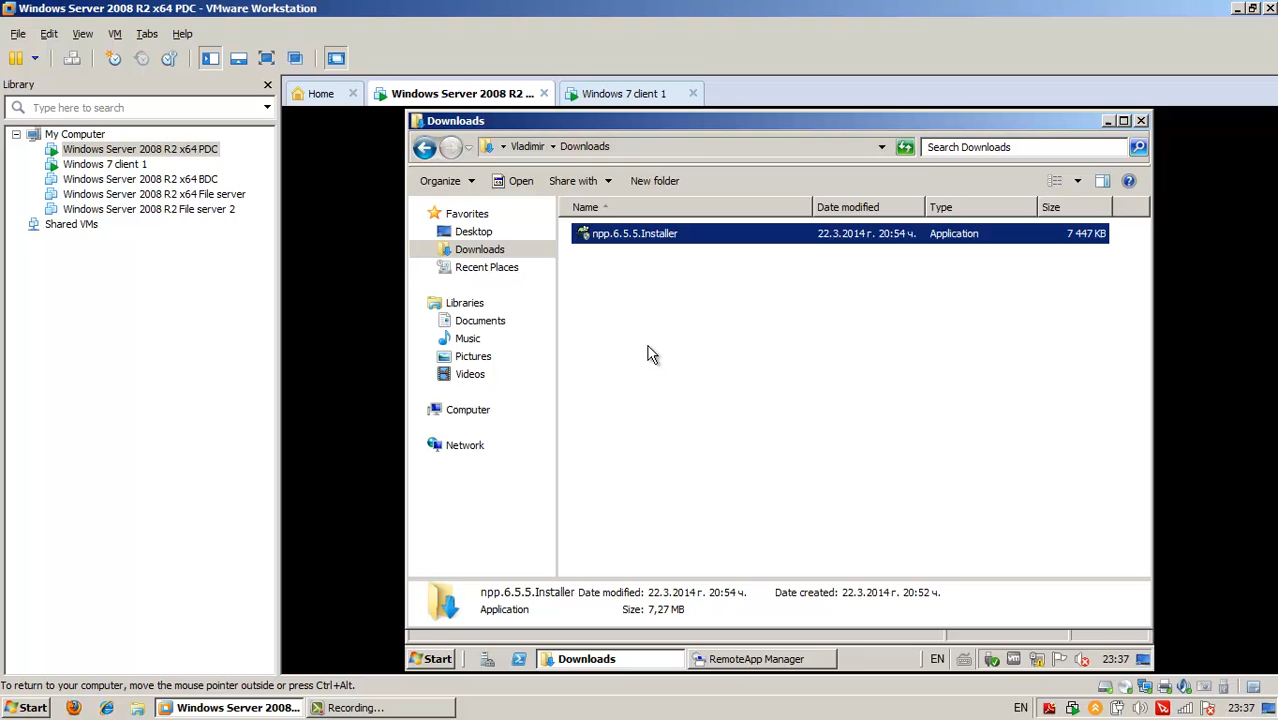 Windows Server 2008 R2 x64 PDC - VMware Workstation
File Edit View VM Tabs Help
Library
Type here to search
My Computer
Windows Server 2008 R2 x64 PDC
Windows 7 client 1
Windows Server 2008 R2 x64 BDC
Windows Server 2008 R2 x64 File server
Windows Server 2008 R2 File server 2
Shared VMs
Home Windows Server 2008 R2 ... Windows 7 client 1
Downloads
Vladimir Downloads Search Downloads
Organize Open Share with New folder
Favorites
Desktop
Downloads
Recent Places
Libraries
Documents
Music
Pictures
Videos
Computer
Network
Name Date modified Type Size
npp.6.5.5.Installer 22.3.2014 г. 20:54 ч. Application 7 447 KB
npp.6.5.5.Installer Date modified: 22.3.2014 г. 20:54 ч. Date created: 22.3.2014 г. 20:52 ч.
Application Size: 7,27 MB
Start Downloads RemoteApp Manager EN 23:37
To return to your computer, move the mouse pointer outside or press Ctrl+Alt.
Start Windows Server 2008... Recording... EN 23:37